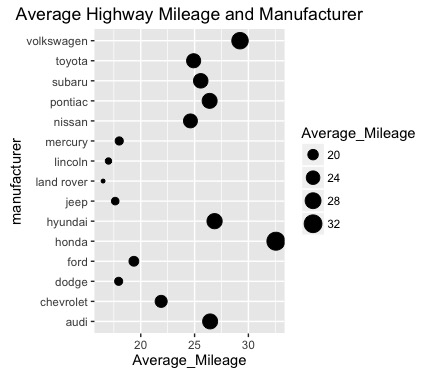 Average Highway Mileage and Manufacturer
manufacturer
volkswagen
toyota
subaru
pontiac
nissan
mercury
lincoln
land rover
jeep
hyundai
honda
ford
dodge
chevrolet
audi
20 25 30
Average_Mileage
Average_Mileage
20
24
28
32